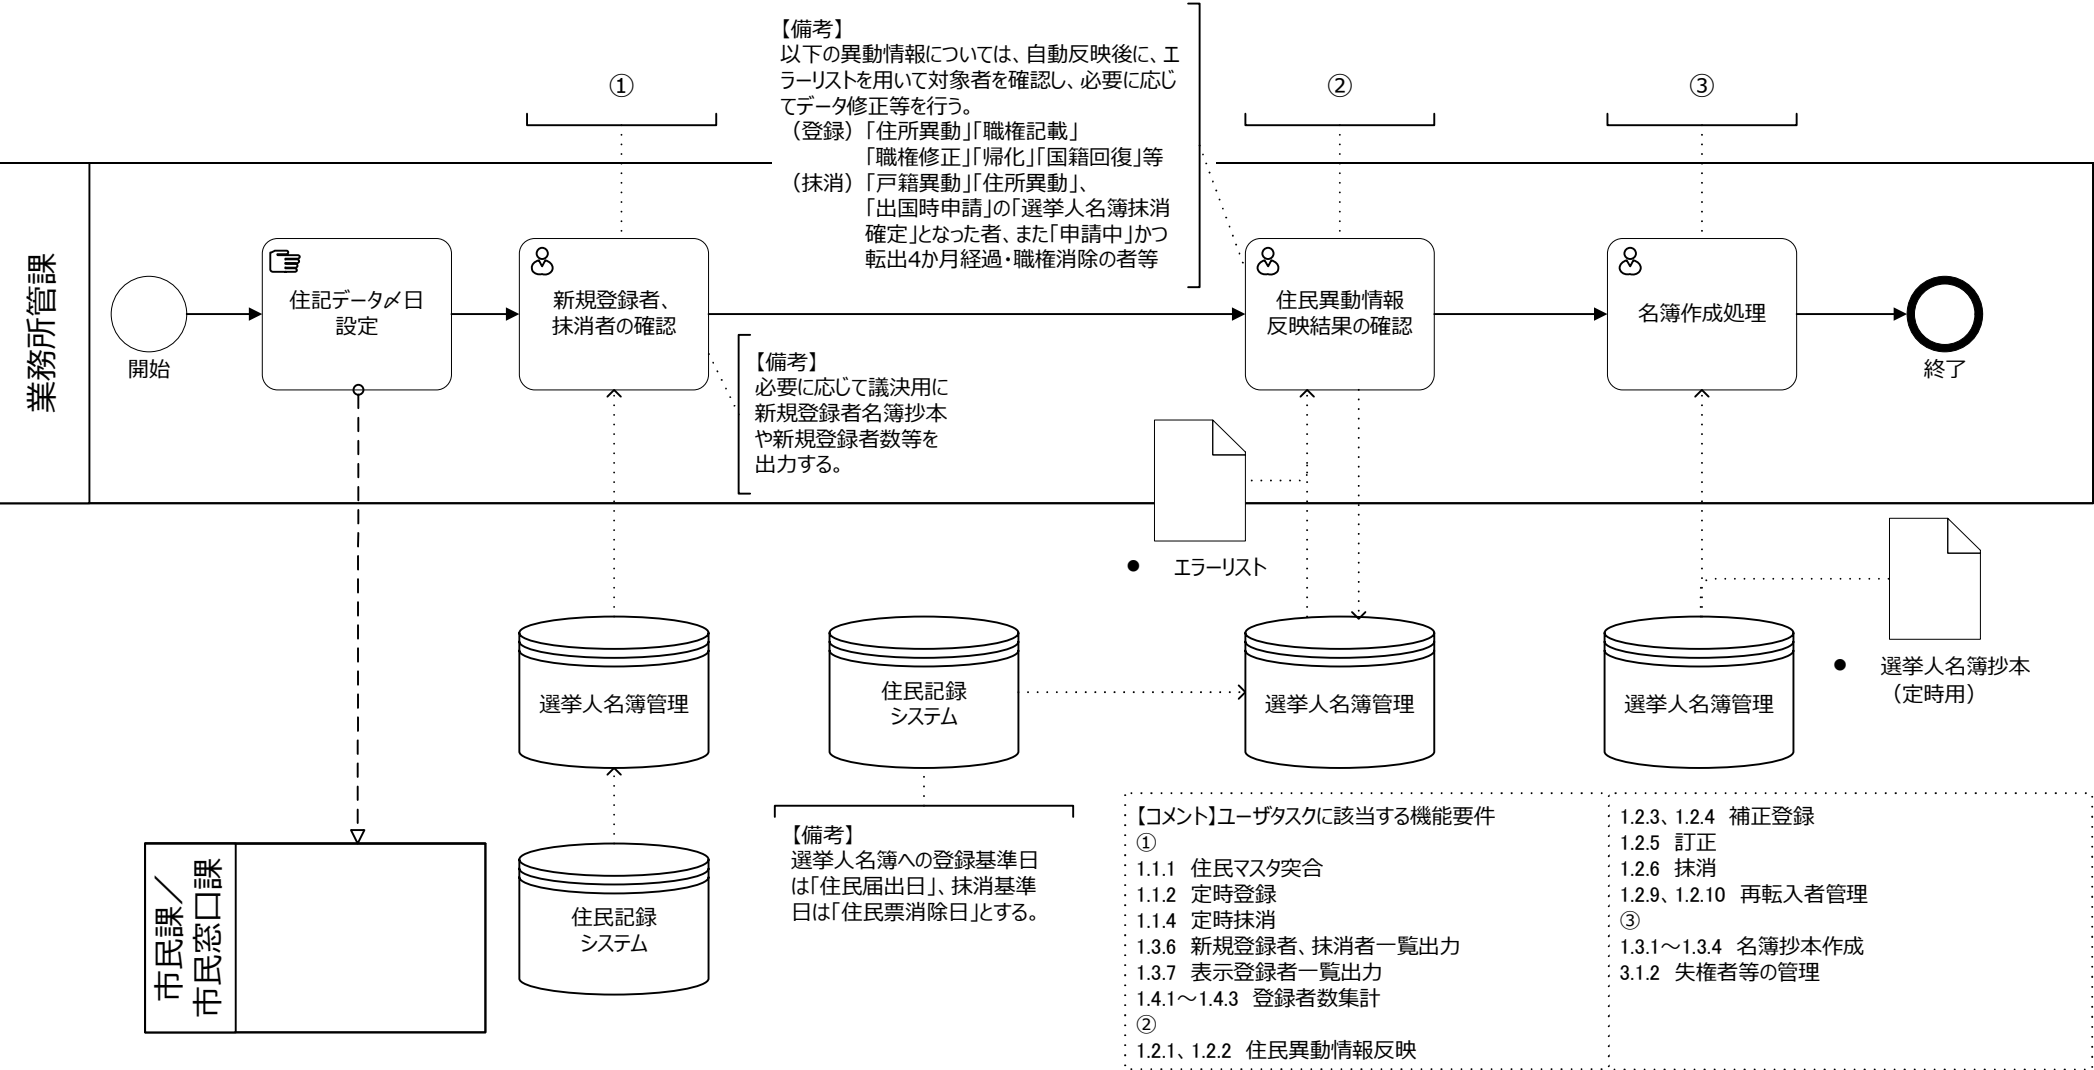 【備考】
以下の異動情報については、自動反映後に、エ
ラーリストを用いて対象者を確認し、必要に応じ
てデータ修正等を行う。
（登録）「住所異動」「職権記載」
「職権修正」「帰化」「国籍回復」等
（抹消）「戸籍異動」「住所異動」、
「出国時申請」の「選挙人名簿抹消
確定」となった者、また「申請中」かつ
転出4か月経過・職権消除の者等
①
②
③
業務所管課
開始
住記データ〆日
設定
新規登録者、
抹消者の確認
住民異動情報
反映結果の確認
名簿作成処理
終了
【備考】
必要に応じて議決用に
新規登録者名簿抄本
や新規登録者数等を
出力する。
● エラーリスト
選挙人名簿管理
住民記録
システム
選挙人名簿管理
選挙人名簿管理
● 選挙人名簿抄本
（定時用）
市民課／
市民窓口課
住民記録
システム
【備考】
選挙人名簿への登録基準日
は「住民届出日」、抹消基準
日は「住民票消除日」とする。
【コメント】ユーザタスクに該当する機能要件
①
1.1.1 住民マスタ突合
1.1.2 定時登録
1.1.4 定時抹消
1.3.6 新規登録者、抹消者一覧出力
1.3.7 表示登録者一覧出力
1.4.1～1.4.3 登録者数集計
②
1.2.1、1.2.2 住民異動情報反映
1.2.3、1.2.4 補正登録
1.2.5 訂正
1.2.6 抹消
1.2.9、1.2.10 再転入者管理
③
1.3.1～1.3.4 名簿抄本作成
3.1.2 失権者等の管理